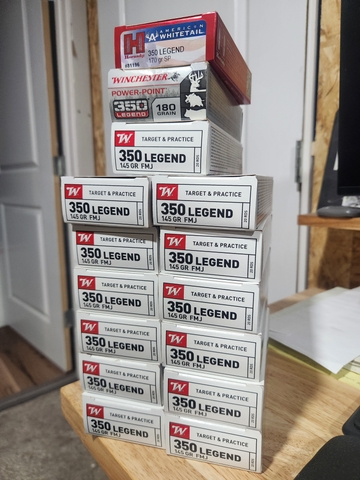 H
Hornady
AMERICAN
WHITETAIL
350 LEGEND
170 gr SP
#81196
WINCHESTER
POWER-POINT
350
LEGEND
180
GRAIN
W TARGET & PRACTICE
350 LEGEND
145 GR FMJ
W TARGET & PRACTICE
350 LEGEND
145 GR FMJ
W TARGET & PRACTICE
350 LEGEND
145 GR FMJ
W TARGET & PRACTICE
350 LEGEND
145 GR FMJ
W TARGET & PRACTICE
350 LEGEND
145 GR FMJ
W TARGET & PRACTICE
350 LEGEND
145 GR FMJ
W TARGET & PRACTICE
350 LEGEND
145 GR FMJ
W TARGET & PRACTICE
350 LEGEND
145 GR FMJ
W TARGET & PRACTICE
350 LEGEND
145 GR FMJ
W TARGET & PRACTICE
350 LEGEND
145 GR FMJ
W TARGET & PRACTICE
350 LEGEND
145 GR FMJ
W TARGET & PRACTICE
350 LEGEND
145 GR FMJ
W TARGET & PRACTICE
350 LEGEND
145 GR FMJ